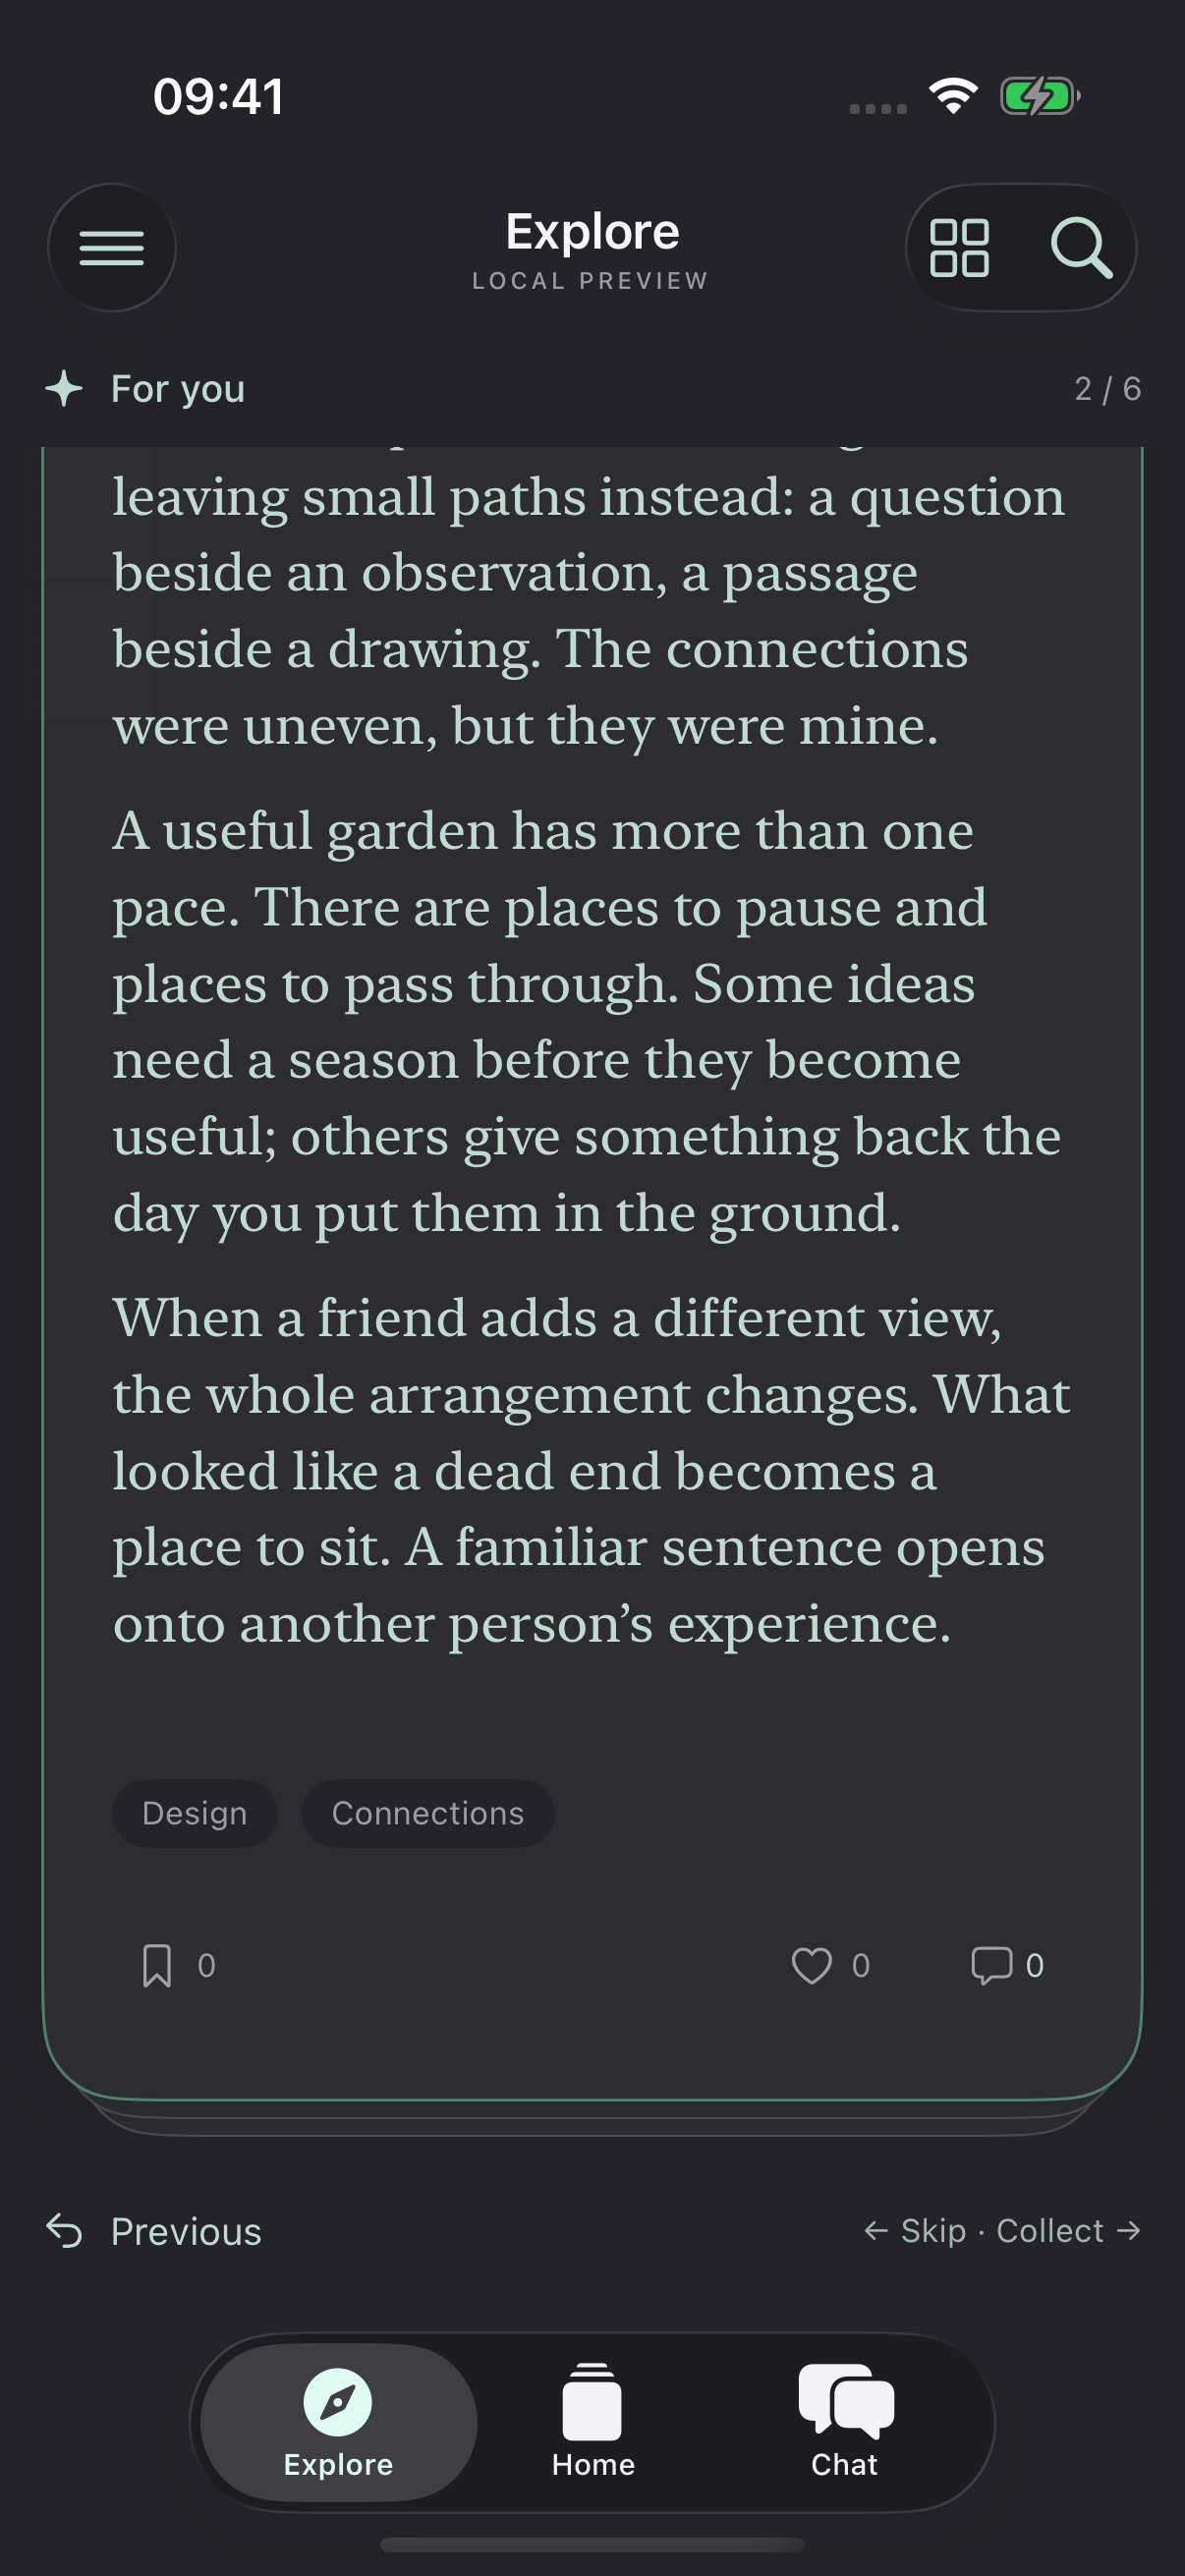 09:41
Explore
LOCAL PREVIEW
For you
2 / 6
leaving small paths instead: a question
beside an observation, a passage
beside a drawing. The connections
were uneven, but they were mine.
A useful garden has more than one
pace. There are places to pause and
places to pass through. Some ideas
need a season before they become
useful; others give something back the
day you put them in the ground.
When a friend adds a different view,
the whole arrangement changes. What
looked like a dead end becomes a
place to sit. A familiar sentence opens
onto another person’s experience.
Design
Connections
0
0
0
Previous
← Skip · Collect →
Explore
Home
Chat